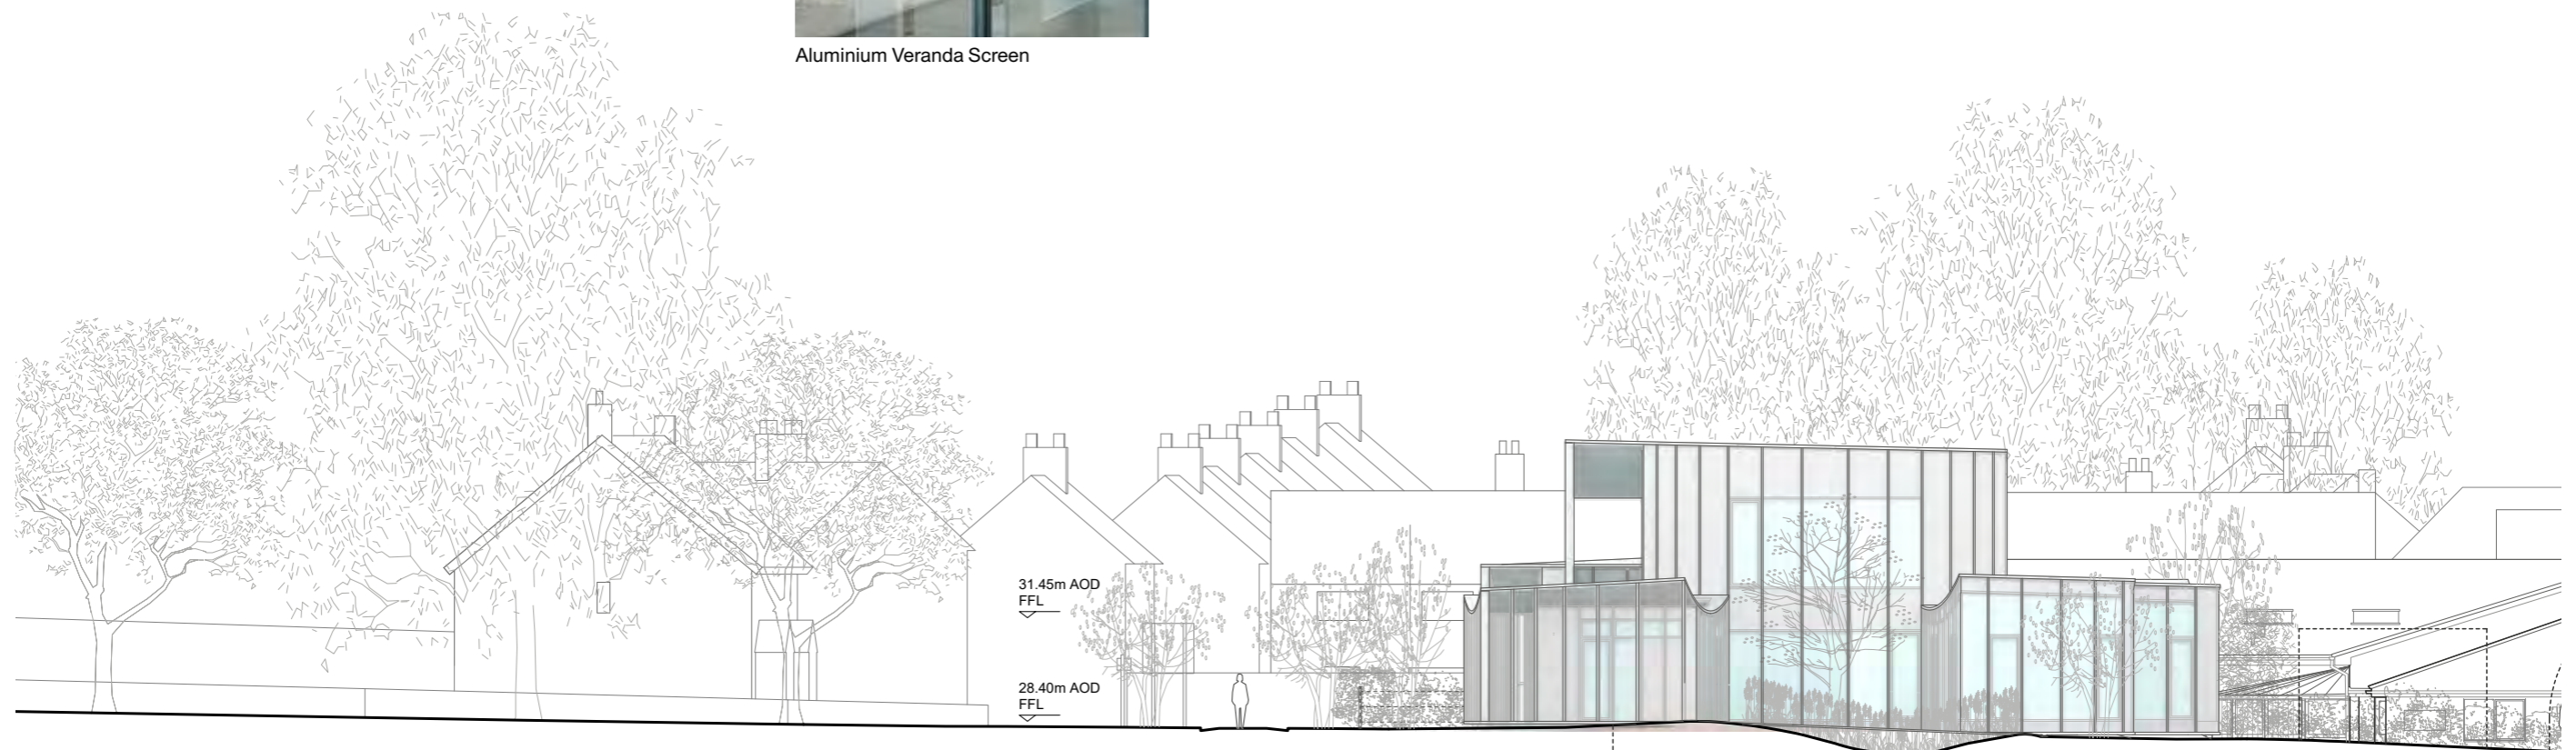 Aluminium Veranda Screen
31.45m AOD
FFL
28.40m AOD
FFL